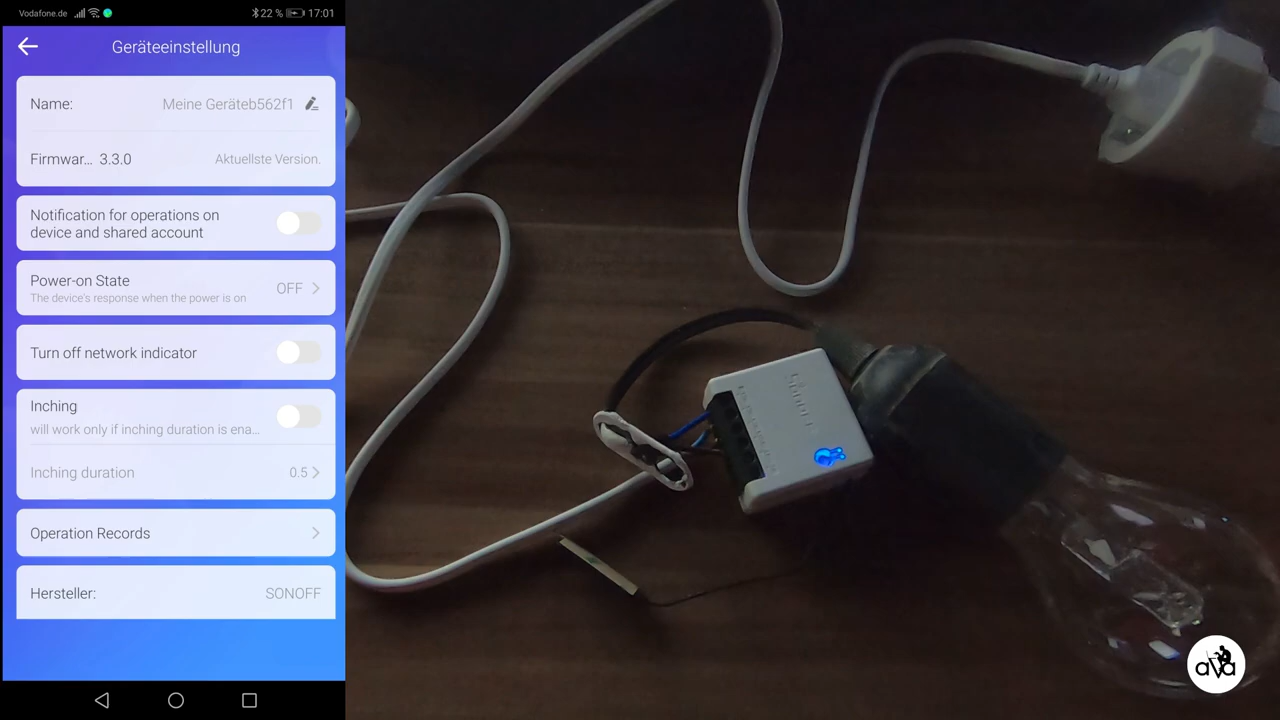 Vodafone.de
22 %
17:01
Geräteeinstellung
Name:
Meine Geräteb562f1
Firmwar... 3.3.0
Aktuellste Version.
Notification for operations on
device and shared account
Power-on State
The device's response when the power is on
OFF
Turn off network indicator
Inching
will work only if inching duration is ena...
Inching duration
0.5
Operation Records
Hersteller:
SONOFF
ava